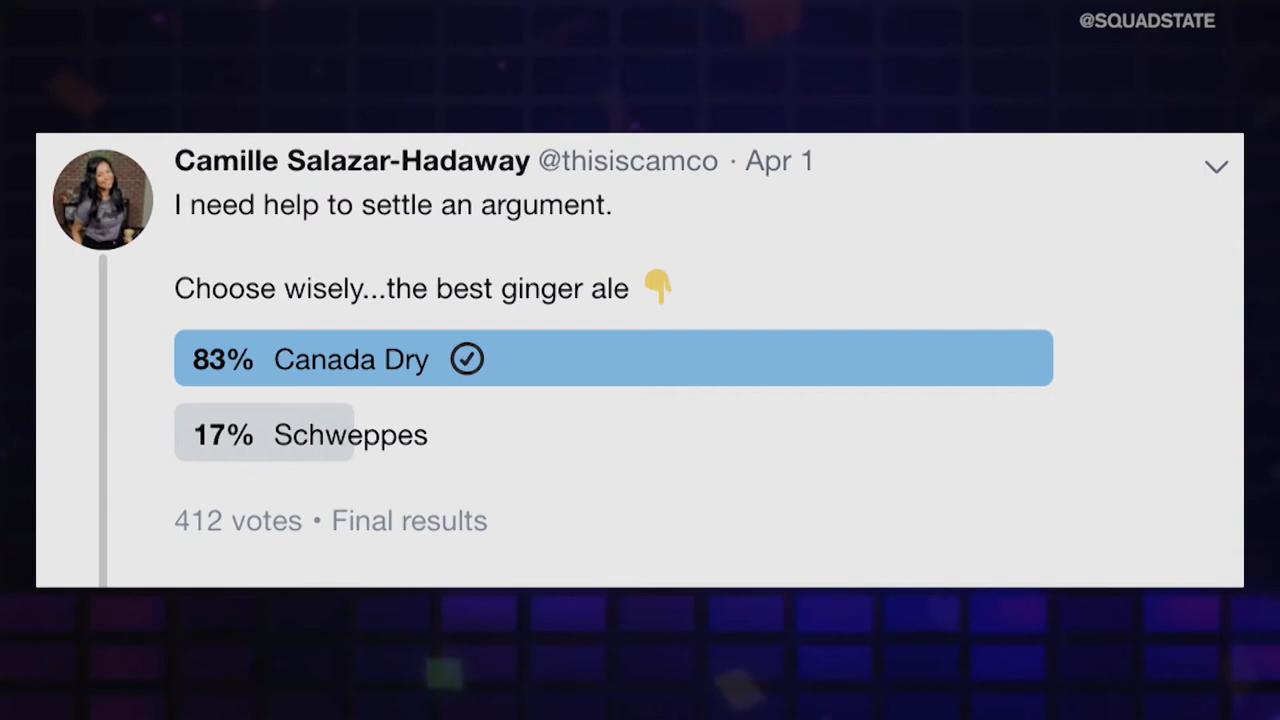 @SQUADSTATE
Camille Salazar-Hadaway @thisiscamco · Apr 1
I need help to settle an argument.
Choose wisely...the best ginger ale 👇
83% Canada Dry
17% Schweppes
412 votes • Final results